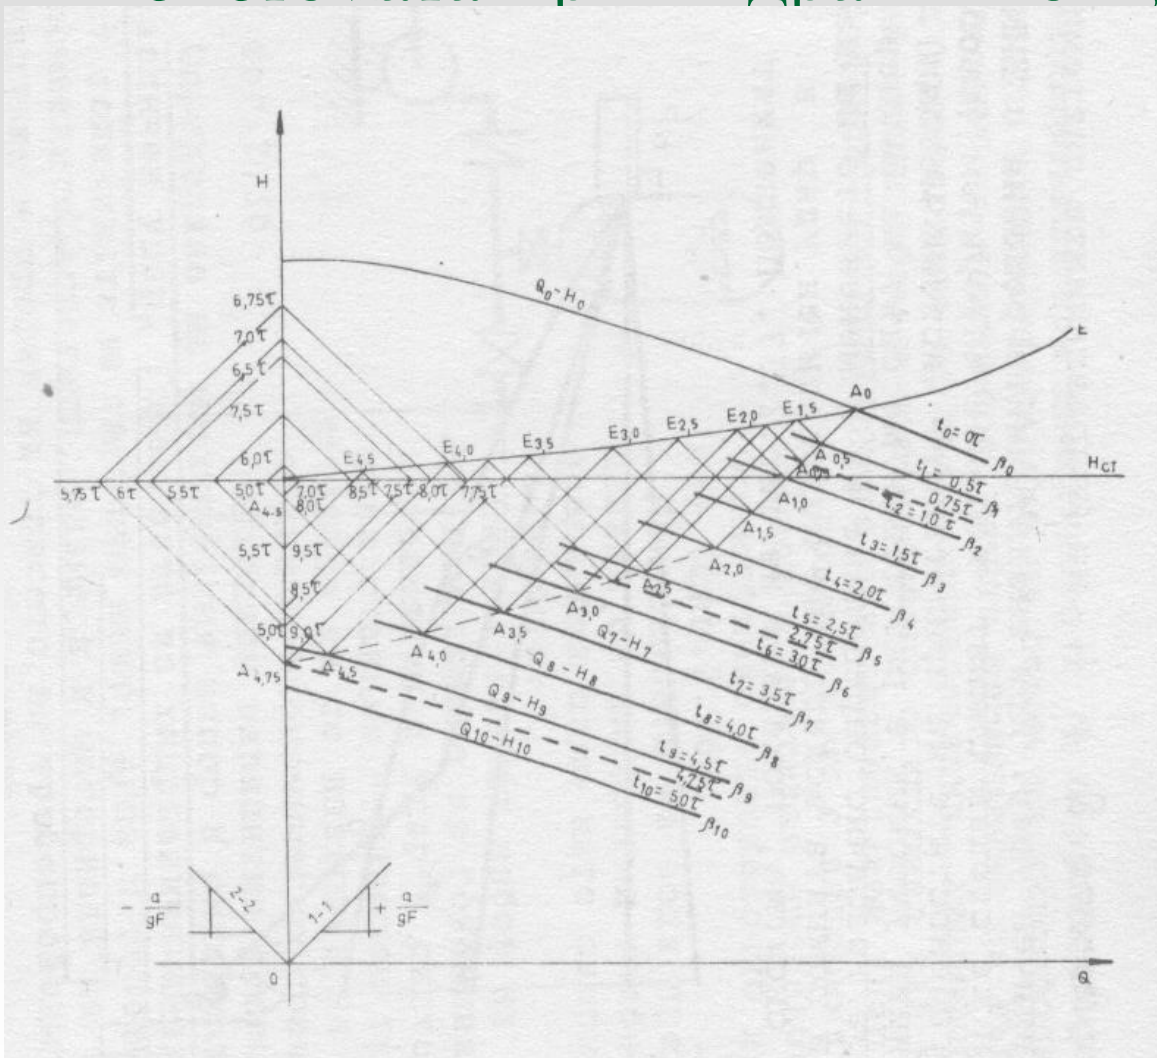 H
Q₀-H₀
E
A₀
6,75τ
7,0τ
6,5τ
7,5τ
6,0τ
E₄,₅
E₄,₀
E₃,₅
E₃,₀
E₂,₅
E₂,₀
E₁,₅
t₀=0τ
β₀
H_СТ
A₀,₅
t₁=0,5τ
β₁
0,75τ
t₂=1,0τ
β₂
5,75τ
6τ
5,5τ
5,0τ
7,0τ
8,5τ
7,5τ
8,0τ
7,75τ
8,0τ
A₁,₀
A₁,₅
t₃=1,5τ
β₃
5,5τ
9,5τ
A₂,₀
t₄=2,0τ
β₄
8,5τ
A₂,₅
t₅=2,5τ
β₅
2,75τ
5,0τ
9,0τ
A₃,₀
t₆=3,0τ
β₆
A₃,₅
Q₇-H₇
t₇=3,5τ
β₇
A₄,₀
Q₈-H₈
t₈=4,0τ
β₈
A₄,₇₅
A₄,₅
Q₉-H₉
t₉=4,5τ
β₉
4,75τ
Q₁₀-H₁₀
t₁₀=5,0τ
β₁₀
- a/gF
2-2
1-1
+ a/gF
0
Q